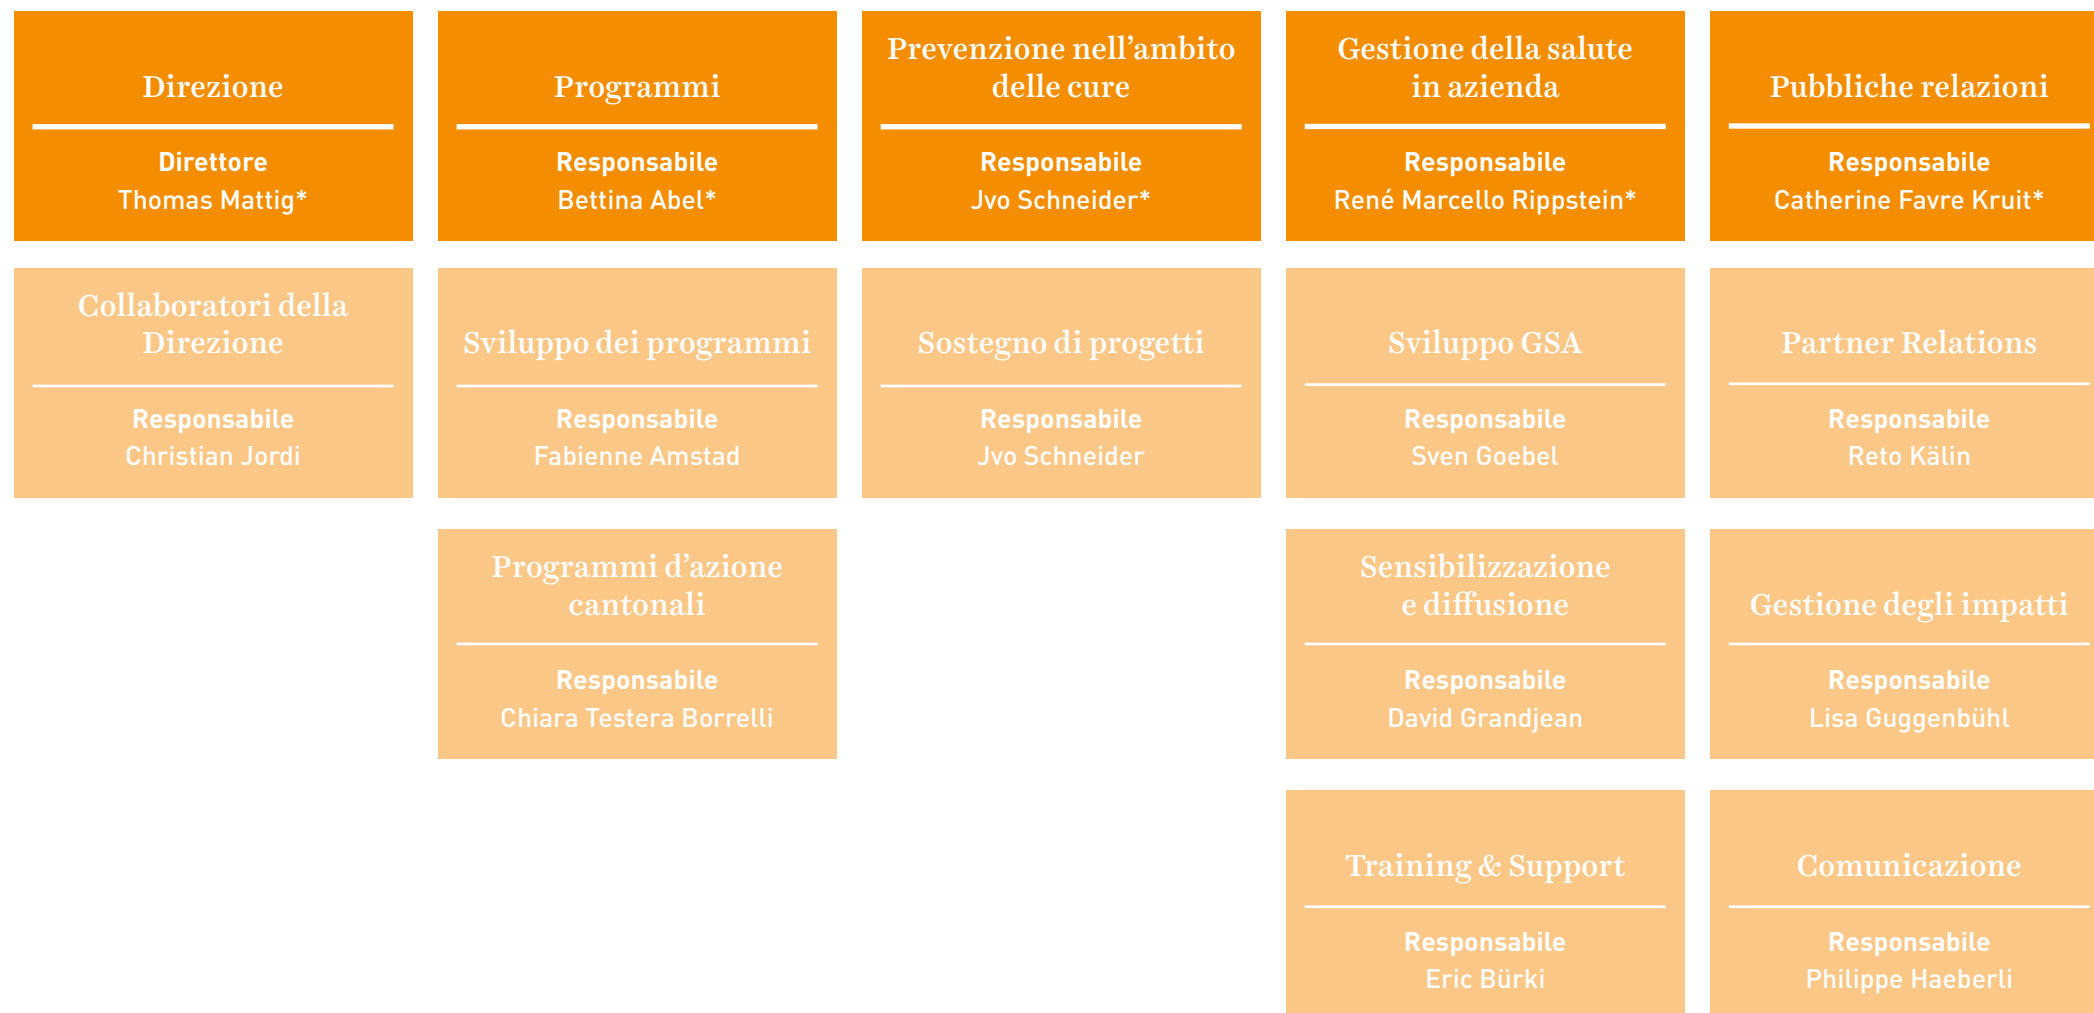 Direzione
Direttore
Thomas Mattig*
Programmi
Responsabile
Bettina Abel*
Prevenzione nell’ambito
delle cure
Responsabile
Jvo Schneider*
Gestione della salute
in azienda
Responsabile
René Marcello Rippstein*
Pubbliche relazioni
Responsabile
Catherine Favre Kruit*
Collaboratori della
Direzione
Responsabile
Christian Jordi
Sviluppo dei programmi
Responsabile
Fabienne Amstad
Sostegno di progetti
Responsabile
Jvo Schneider
Sviluppo GSA
Responsabile
Sven Goebel
Partner Relations
Responsabile
Reto Kälin
Programmi d’azione
cantonali
Responsabile
Chiara Testera Borrelli
Sensibilizzazione
e diffusione
Responsabile
David Grandjean
Gestione degli impatti
Responsabile
Lisa Guggenbühl
Training & Support
Responsabile
Eric Bürki
Comunicazione
Responsabile
Philippe Haeberli